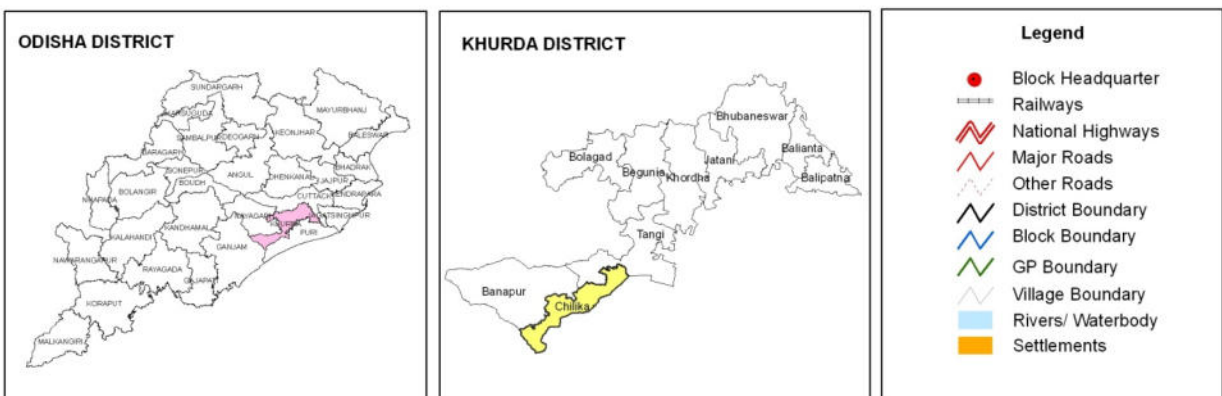 ODISHA DISTRICT
SUNDARGARH
MAYURBHANJ
JHARSUGUDA
KEONJHAR
SAMBALPUR
DEOGARH
BALESWAR
BARAGARH
BHADRAK
SONEPUR
ANGUL
DHENKANAL
JAJPUR
BOLANGIR
BOUDH
KENDRAPARA
CUTTACK
NUAPADA
NAYAGARH
JAGATSINGHPUR
KHURDA
PURI
KANDHAMAL
KALAHANDI
GANJAM
NAWARANGAPUR
RAYAGADA
GAJAPATI
KORAPUT
MALKANGIRI
KHURDA DISTRICT
Bhubaneswar
Balianta
Bolagad
Jatani
Begunia
Khordha
Balipatna
Tangi
Banapur
Chilika
Legend
Block Headquarter
Railways
National Highways
Major Roads
Other Roads
District Boundary
Block Boundary
GP Boundary
Village Boundary
Rivers/ Waterbody
Settlements